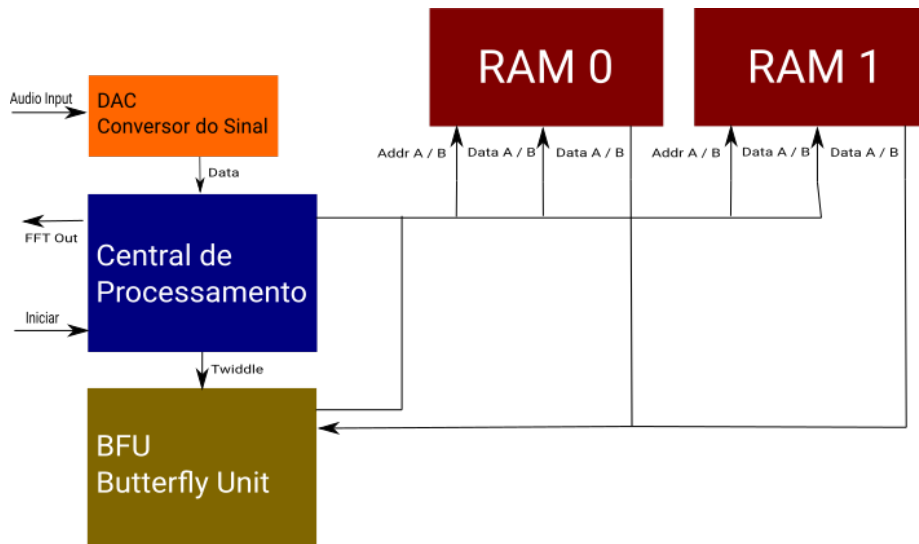 RAM 0
RAM 1
Audio Input
DAC
Conversor do Sinal
Addr A / B
Data A / B
Data A / B
Addr A / B
Data A / B
Data A / B
Data
FFT Out
Central de
Processamento
Iniciar
Twiddle
BFU
Butterfly Unit